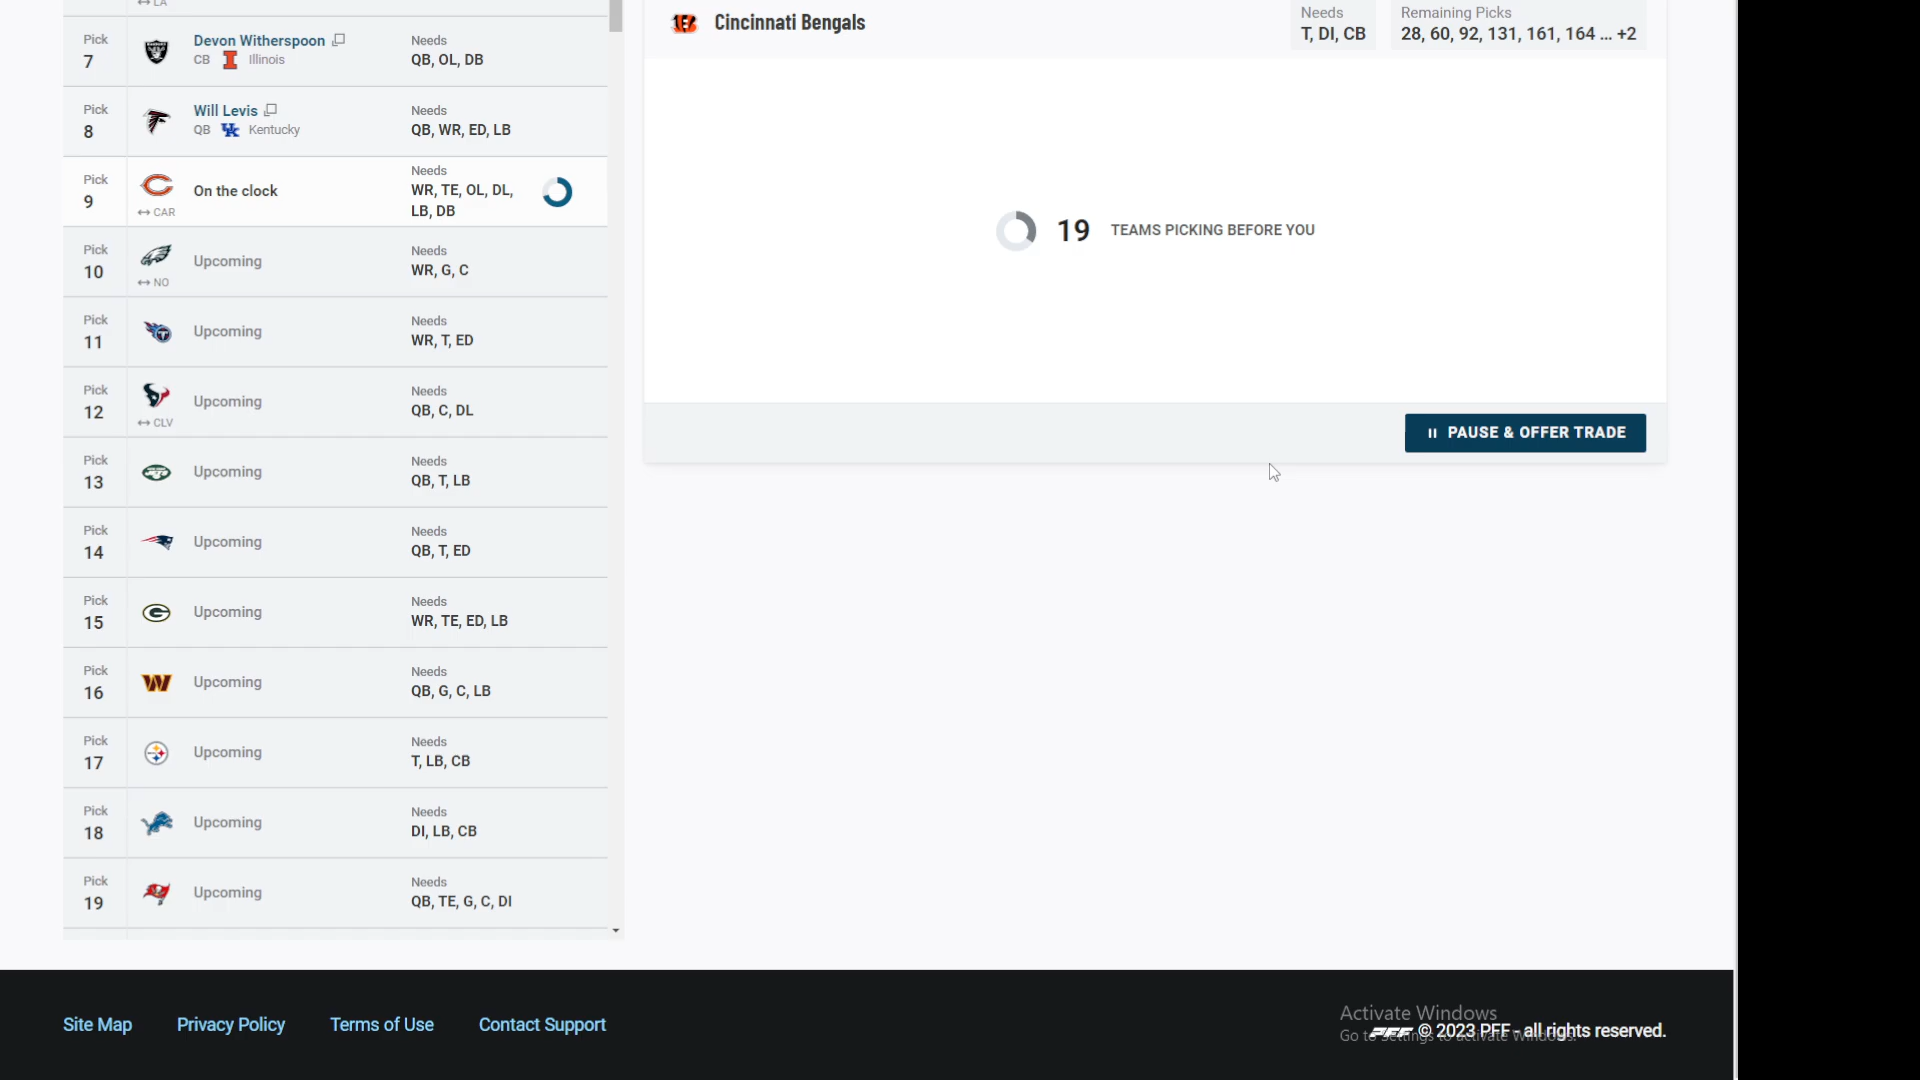 LA
Pick
7
Devon Witherspoon
CB Illinois
Needs
QB, OL, DB
Pick
8
Will Levis
QB Kentucky
Needs
QB, WR, ED, LB
Pick
9
CAR
On the clock
Needs
WR, TE, OL, DL,
LB, DB
Pick
10
NO
Upcoming
Needs
WR, G, C
Pick
11
Upcoming
Needs
WR, T, ED
Pick
12
CLV
Upcoming
Needs
QB, C, DL
Pick
13
Upcoming
Needs
QB, T, LB
Pick
14
Upcoming
Needs
QB, T, ED
Pick
15
Upcoming
Needs
WR, TE, ED, LB
Pick
16
Upcoming
Needs
QB, G, C, LB
Pick
17
Upcoming
Needs
T, LB, CB
Pick
18
Upcoming
Needs
DI, LB, CB
Pick
19
Upcoming
Needs
QB, TE, G, C, DI
Cincinnati Bengals
Needs
T, DI, CB
Remaining Picks
28, 60, 92, 131, 161, 164 ... +2
19 TEAMS PICKING BEFORE YOU
PAUSE & OFFER TRADE
Site Map Privacy Policy Terms of Use Contact Support
Activate Windows
Go to Settings to activate Windows.
PFF © 2023 PFF - all rights reserved.